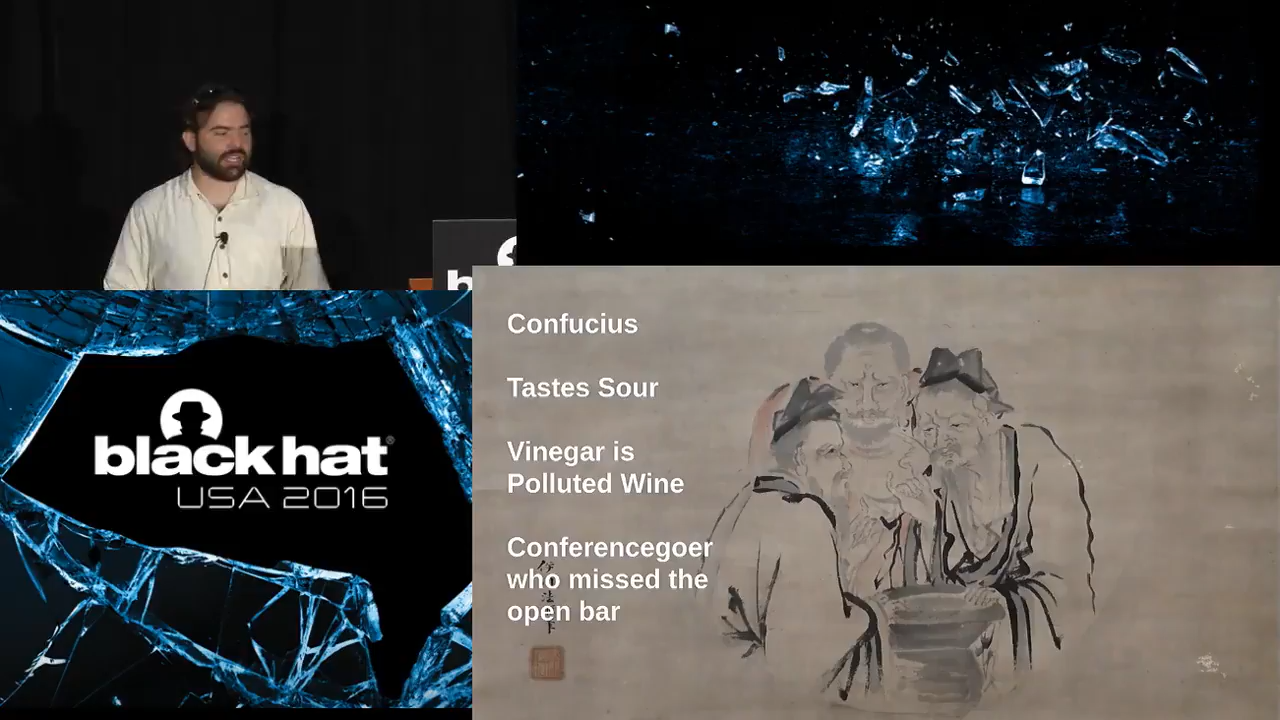 b
black hat®
USA 2016
Confucius
Tastes Sour
Vinegar is
Polluted Wine
Conferencegoer
who missed the
open bar